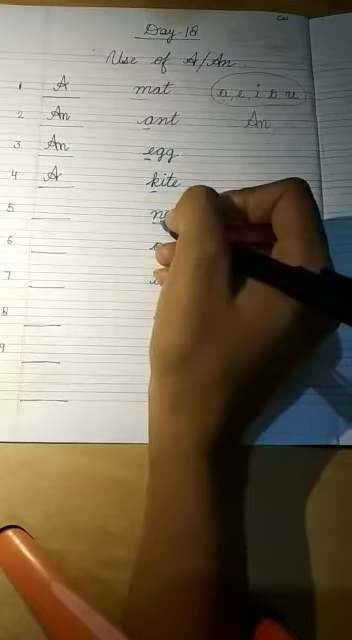 Cw
Day-18
Use of A/An.
1 A mat a, e, i o u
2 An ant An
3 An egg
4 A kite
5
6
7
8
9